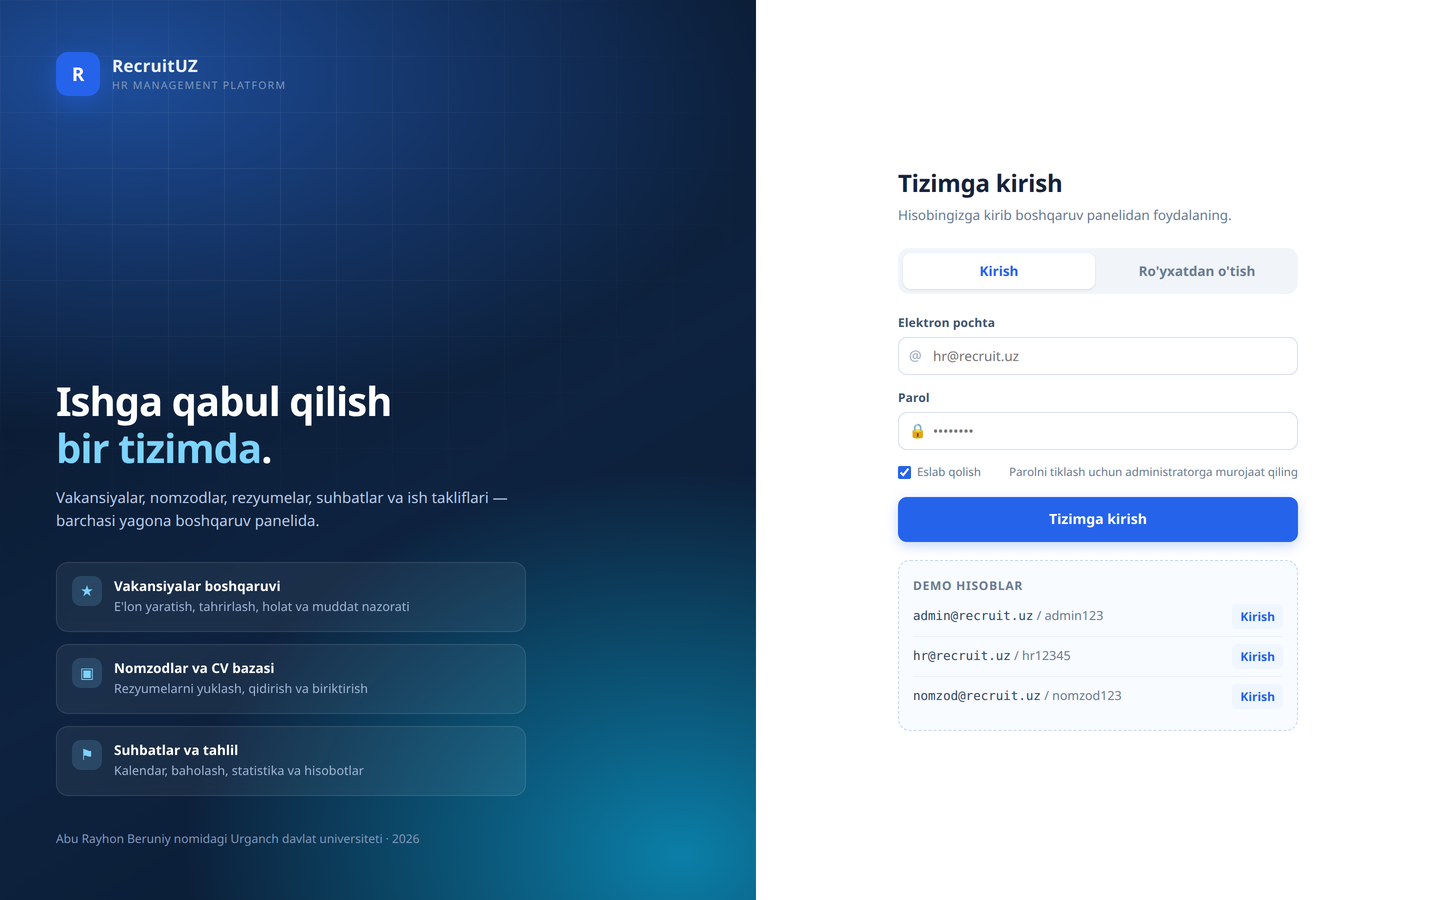 R
RecruitUZ
HR MANAGEMENT PLATFORM
Ishga qabul qilish
bir tizimda.
Vakansiyalar, nomzodlar, rezyumelar, suhbatlar va ish takliflari —
barchasi yagona boshqaruv panelida.
★
Vakansiyalar boshqaruvi
E'lon yaratish, tahrirlash, holat va muddat nazorati
▣
Nomzodlar va CV bazasi
Rezyumelarni yuklash, qidirish va biriktirish
⚑
Suhbatlar va tahlil
Kalendar, baholash, statistika va hisobotlar
Abu Rayhon Beruniy nomidagi Urganch davlat universiteti · 2026
Tizimga kirish
Hisobingizga kirib boshqaruv panelidan foydalaning.
Kirish Ro'yxatdan o'tish
Elektron pochta
@ hr@recruit.uz
Parol
🔒 ••••••••
Eslab qolish Parolni tiklash uchun administratorga murojaat qiling
Tizimga kirish
DEMO HISOBLAR
admin@recruit.uz / admin123 Kirish
hr@recruit.uz / hr12345 Kirish
nomzod@recruit.uz / nomzod123 Kirish